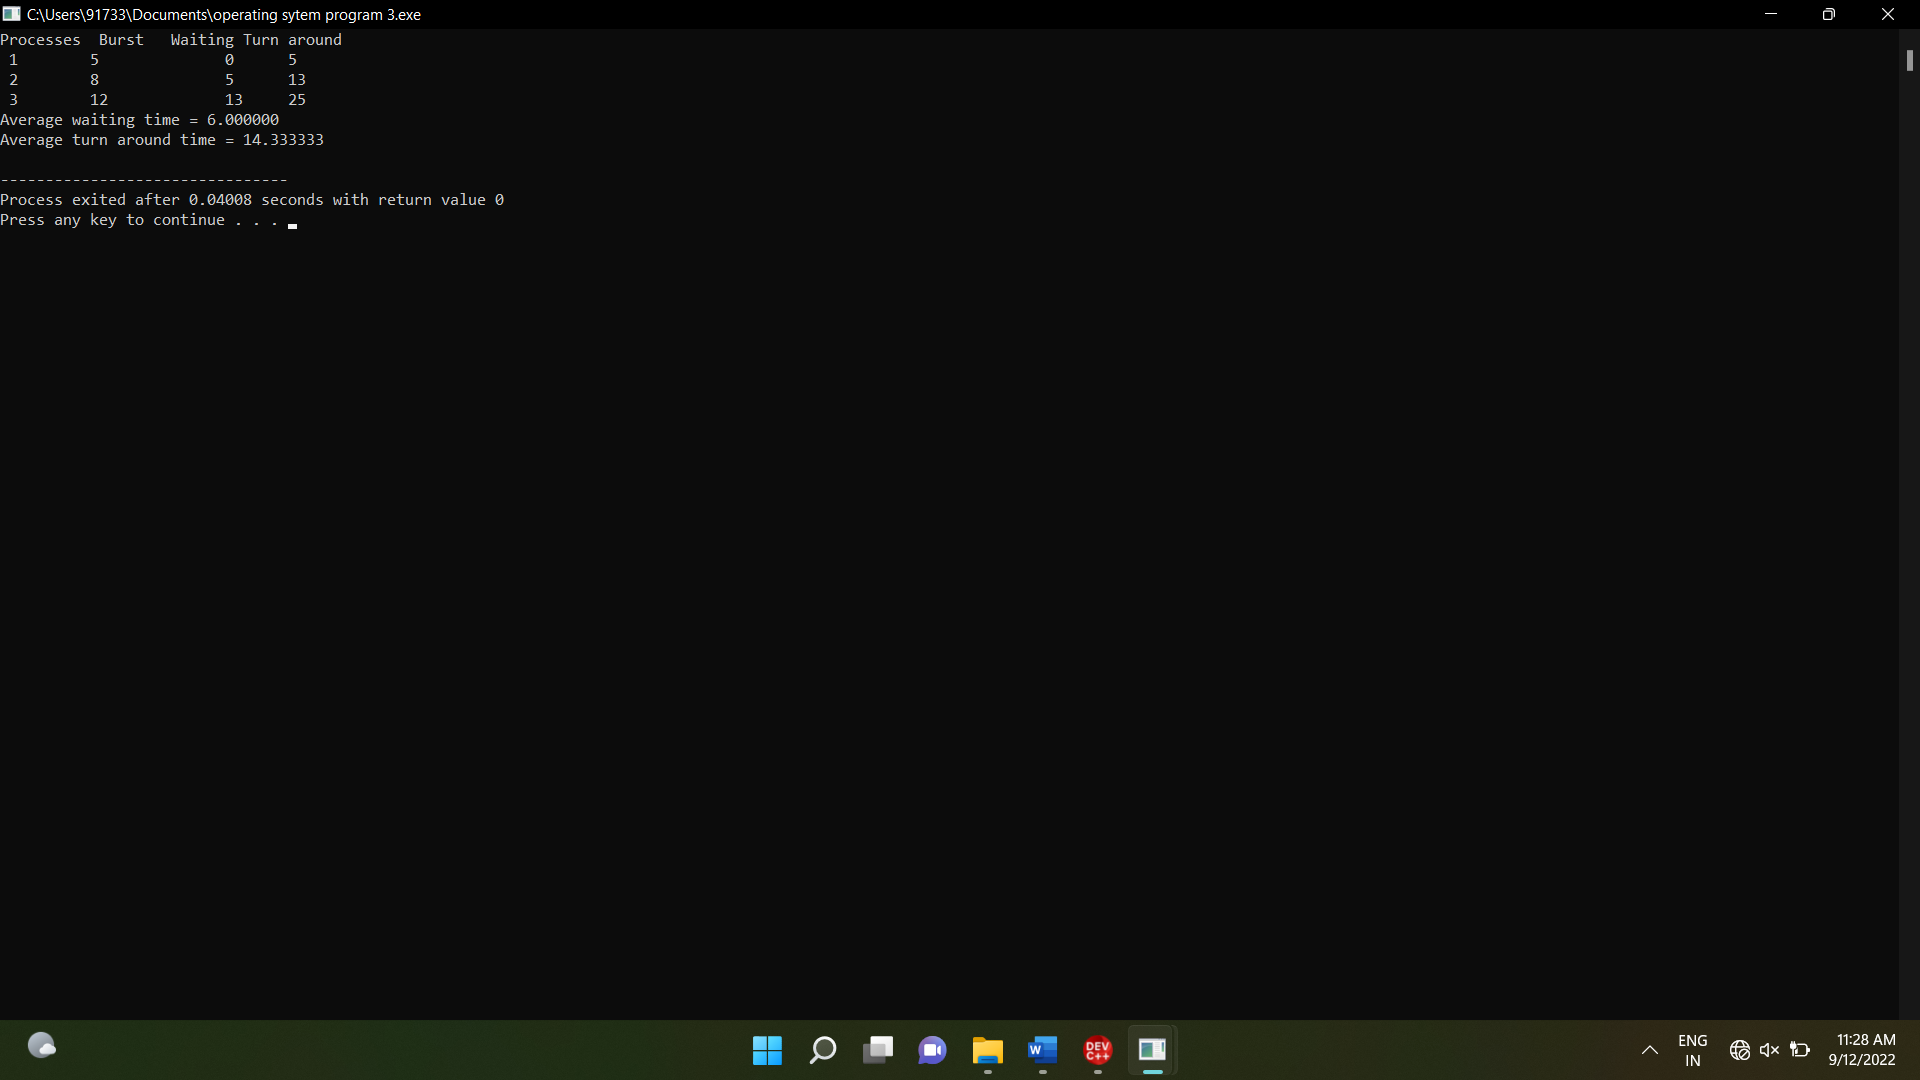 C:\Users\91733\Documents\operating sytem program 3.exe
Processes  Burst   Waiting Turn around
 1        5              0      5
 2        8              5      13
 3        12             13     25
Average waiting time = 6.000000
Average turn around time = 14.333333
--------------------------------
Process exited after 0.04008 seconds with return value 0
Press any key to continue . . .
W
DEV
C++
ENG
IN
11:28 AM
9/12/2022